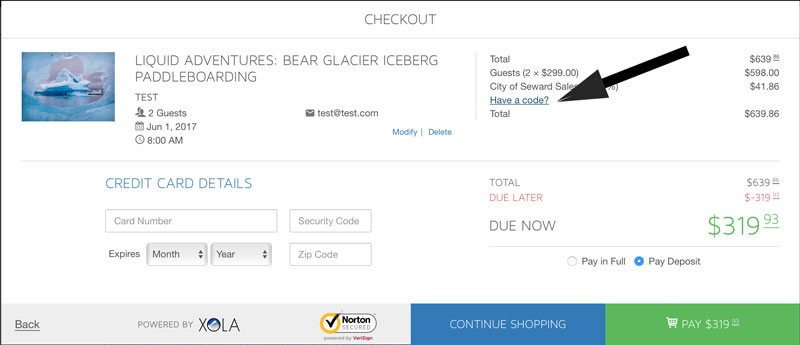 CHECKOUT
LIQUID ADVENTURES: BEAR GLACIER ICEBERG
PADDLEBOARDING
TEST
2 Guests
test@test.com
Jun 1, 2017
8:00 AM
Modify | Delete
Total $639 86
Guests (2 × $299.00) $598.00
City of Seward Sales %) $41.86
Have a code?
Total $639.86
CREDIT CARD DETAILS
Card Number
Security Code
Expires Month Year
Zip Code
TOTAL $639 86
DUE LATER $-319 93
DUE NOW $319 93
Pay in Full Pay Deposit
Back
POWERED BY XOLA
Norton
SECURED
powered by VeriSign
CONTINUE SHOPPING
PAY $319 93